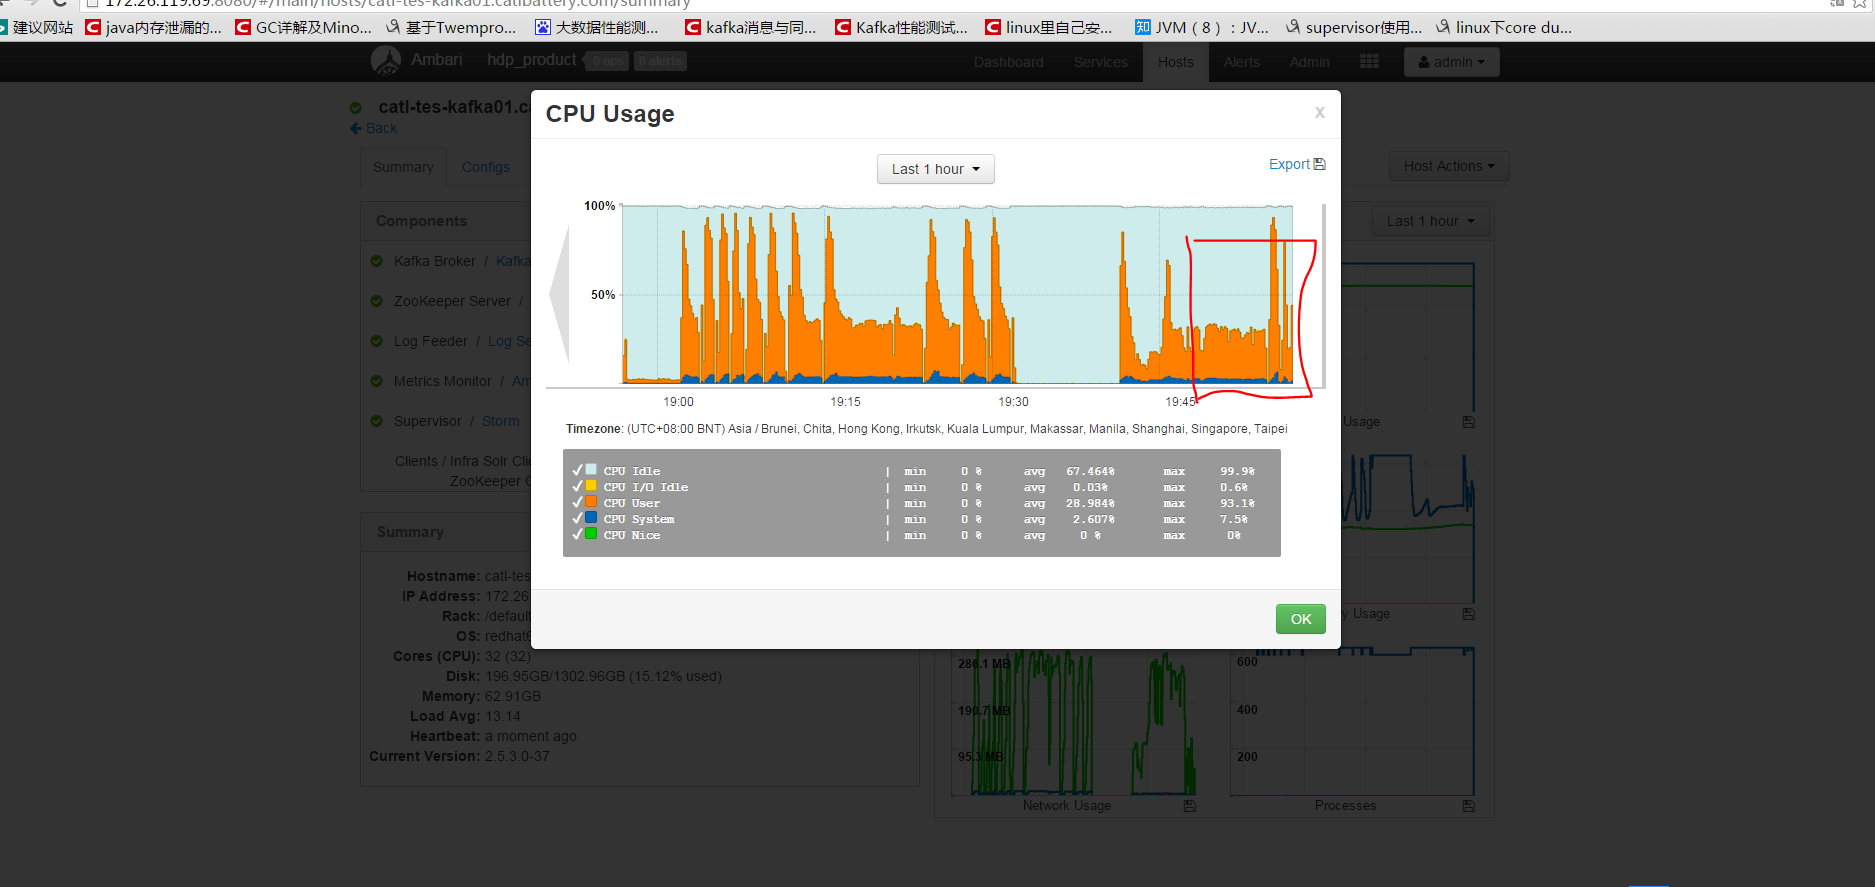 172.26.119.69:8080/#/main/hosts/catl-tes-kafka01.catlbattery.com/summary
建议网站 java内存泄漏的... GC详解及Mino... 基于Twempro... 大数据性能测... kafka消息与同... Kafka性能测试... linux里自己安... 知 JVM（8）：JV... supervisor使用... linux下core du...
Ambari hdp_product 0 ops 0 alerts Dashboard Services Hosts Alerts Admin admin
catl-tes-kafka01.ca
Back
Summary Configs Host Actions
Components Last 1 hour
Kafka Broker / Kafka
ZooKeeper Server /
Log Feeder / Log Se
Metrics Monitor / Am
Supervisor / Storm
Clients / Infra Solr Clie
ZooKeeper C
Summary
Hostname: catl-tes
IP Address: 172.26
Rack: /default
OS: redhat6
Cores (CPU): 32 (32)
Disk: 196.95GB/1302.96GB (15.12% used)
Memory: 62.91GB
Load Avg: 13.14
Heartbeat: a moment ago
Current Version: 2.5.3.0-37
CPU Usage x
Last 1 hour Export
100%
50%
19:00 19:15 19:30 19:45
Timezone: (UTC+08:00 BNT) Asia / Brunei, Chita, Hong Kong, Irkutsk, Kuala Lumpur, Makassar, Manila, Shanghai, Singapore, Taipei
CPU Idle | min 0 % avg 67.464% max 99.9%
CPU I/O Idle | min 0 % avg 0.03% max 0.6%
CPU User | min 0 % avg 28.984% max 93.1%
CPU System | min 0 % avg 2.607% max 7.5%
CPU Nice | min 0 % avg 0 % max 0%
OK
Usage
y Usage
286.1 MB
190.7 MB
95.3 MB
Network Usage
600
400
200
Processes